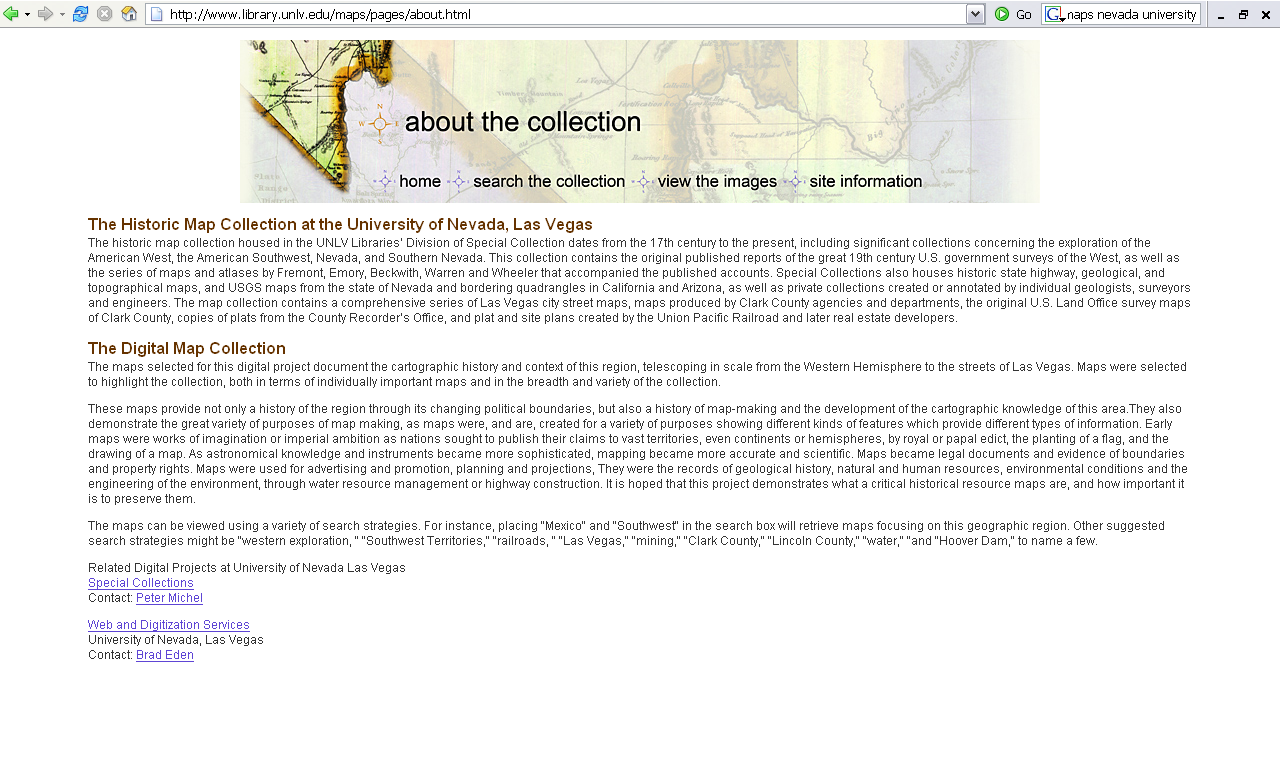 http://www.library.unlv.edu/maps/pages/about.html
Go
naps nevada university
about the collection
home
search the collection
view the images
site information
The Historic Map Collection at the University of Nevada, Las Vegas
The historic map collection housed in the UNLV Libraries' Division of Special Collection dates from the 17th century to the present, including significant collections concerning the exploration of the
American West, the American Southwest, Nevada, and Southern Nevada. This collection contains the original published reports of the great 19th century U.S. government surveys of the West, as well as
the series of maps and atlases by Fremont, Emory, Beckwith, Warren and Wheeler that accompanied the published accounts. Special Collections also houses historic state highway, geological, and
topographical maps, and USGS maps from the state of Nevada and bordering quadrangles in California and Arizona, as well as private collections created or annotated by individual geologists, surveyors
and engineers. The map collection contains a comprehensive series of Las Vegas city street maps, maps produced by Clark County agencies and departments, the original U.S. Land Office survey maps
of Clark County, copies of plats from the County Recorder's Office, and plat and site plans created by the Union Pacific Railroad and later real estate developers.
The Digital Map Collection
The maps selected for this digital project document the cartographic history and context of this region, telescoping in scale from the Western Hemisphere to the streets of Las Vegas. Maps were selected
to highlight the collection, both in terms of individually important maps and in the breadth and variety of the collection.
These maps provide not only a history of the region through its changing political boundaries, but also a history of map-making and the development of the cartographic knowledge of this area.They also
demonstrate the great variety of purposes of map making, as maps were, and are, created for a variety of purposes showing different kinds of features which provide different types of information. Early
maps were works of imagination or imperial ambition as nations sought to publish their claims to vast territories, even continents or hemispheres, by royal or papal edict, the planting of a flag, and the
drawing of a map. As astronomical knowledge and instruments became more sophisticated, mapping became more accurate and scientific. Maps became legal documents and evidence of boundaries
and property rights. Maps were used for advertising and promotion, planning and projections, They were the records of geological history, natural and human resources, environmental conditions and the
engineering of the environment, through water resource management or highway construction. It is hoped that this project demonstrates what a critical historical resource maps are, and how important it
is to preserve them.
The maps can be viewed using a variety of search strategies. For instance, placing "Mexico" and "Southwest" in the search box will retrieve maps focusing on this geographic region. Other suggested
search strategies might be "western exploration, " "Southwest Territories," "railroads, " "Las Vegas," "mining," "Clark County," "Lincoln County," "water," "and "Hoover Dam," to name a few.
Related Digital Projects at University of Nevada Las Vegas
Special Collections
Contact: Peter Michel
Web and Digitization Services
University of Nevada, Las Vegas
Contact: Brad Eden